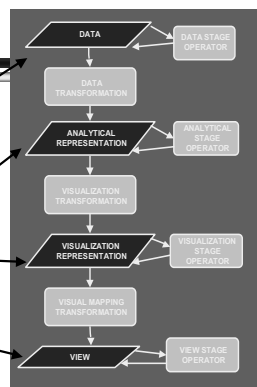 DATA
DATA STAGE
OPERATOR
DATA
TRANSFORMATION
ANALYTICAL
REPRESENTATION
ANALYTICAL
STAGE
OPERATOR
VISUALIZATION
TRANSFORMATION
VISUALIZATION
REPRESENTATION
VISUALIZATION
STAGE
OPERATOR
VISUAL MAPPING
TRANSFORMATION
VIEW
VIEW STAGE
OPERATOR